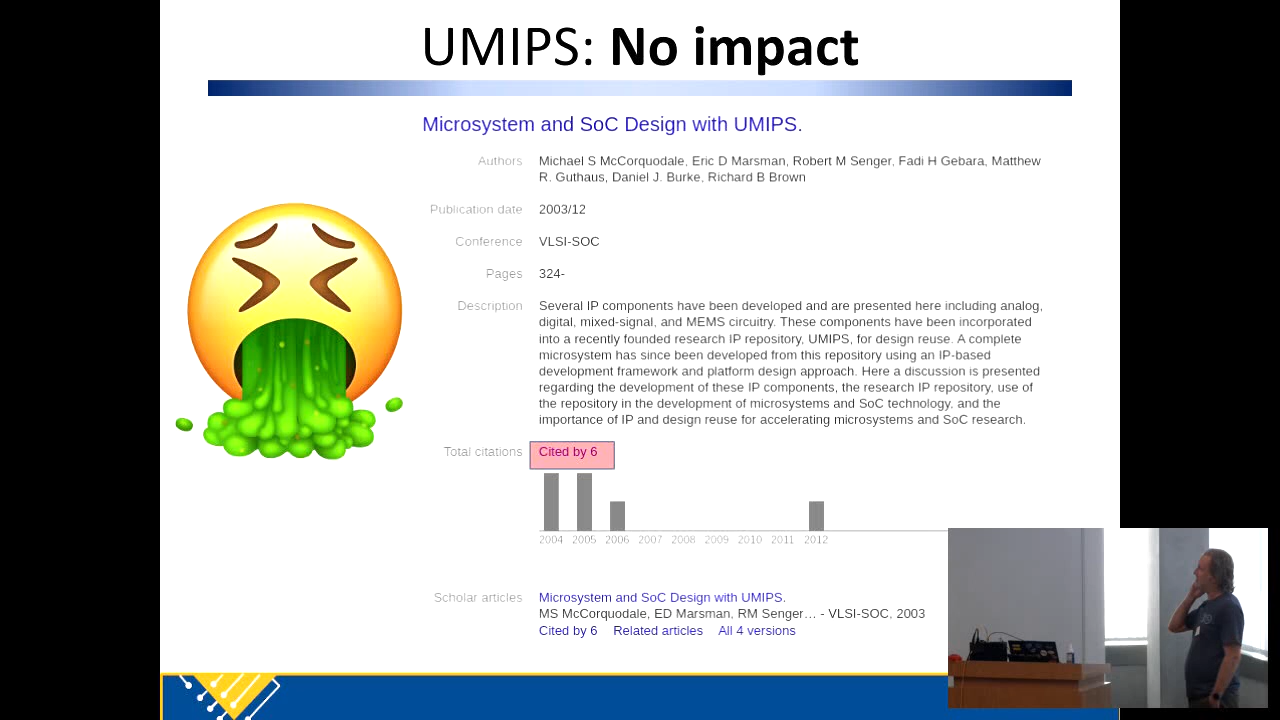 UMIPS: No impact
Microsystem and SoC Design with UMIPS.
Authors Michael S McCorquodale, Eric D Marsman, Robert M Senger, Fadi H Gebara, Matthew
R. Guthaus, Daniel J. Burke, Richard B Brown
Publication date 2003/12
Conference VLSI-SOC
Pages 324-
Description Several IP components have been developed and are presented here including analog,
digital, mixed-signal, and MEMS circuitry. These components have been incorporated
into a recently founded research IP repository, UMIPS, for design reuse. A complete
microsystem has since been developed from this repository using an IP-based
development framework and platform design approach. Here a discussion is presented
regarding the development of these IP components, the research IP repository, use of
the repository in the development of microsystems and SoC technology. and the
importance of IP and design reuse for accelerating microsystems and SoC research.
Total citations Cited by 6
2004 2005 2006 2007 2008 2009 2010 2011 2012
Scholar articles Microsystem and SoC Design with UMIPS.
MS McCorquodale, ED Marsman, RM Senger… - VLSI-SOC, 2003
Cited by 6 Related articles All 4 versions